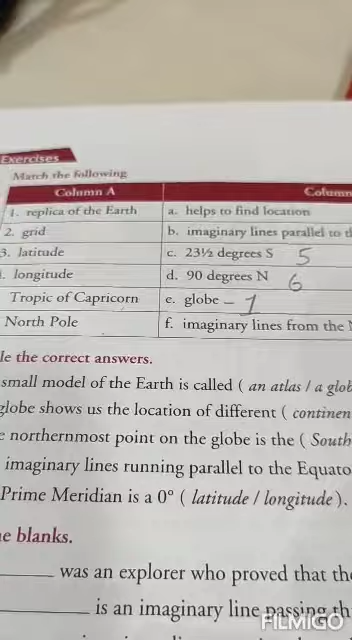 Exercises
Match the following
Column A Column
1. replica of the Earth a. helps to find location
2. grid b. imaginary lines parallel to
3. latitude c. 23½ degrees S 5
longitude d. 90 degrees N 6
Tropic of Capricorn e. globe – 1
North Pole f. imaginary lines from the
le the correct answers.
small model of the Earth is called ( an atlas / a glob
globe shows us the location of different ( continen
e northernmost point on the globe is the ( South
imaginary lines running parallel to the Equato
Prime Meridian is a 0° ( latitude / longitude ).
e blanks.
_____ was an explorer who proved that the
_____ is an imaginary line passing th
FILMIGO